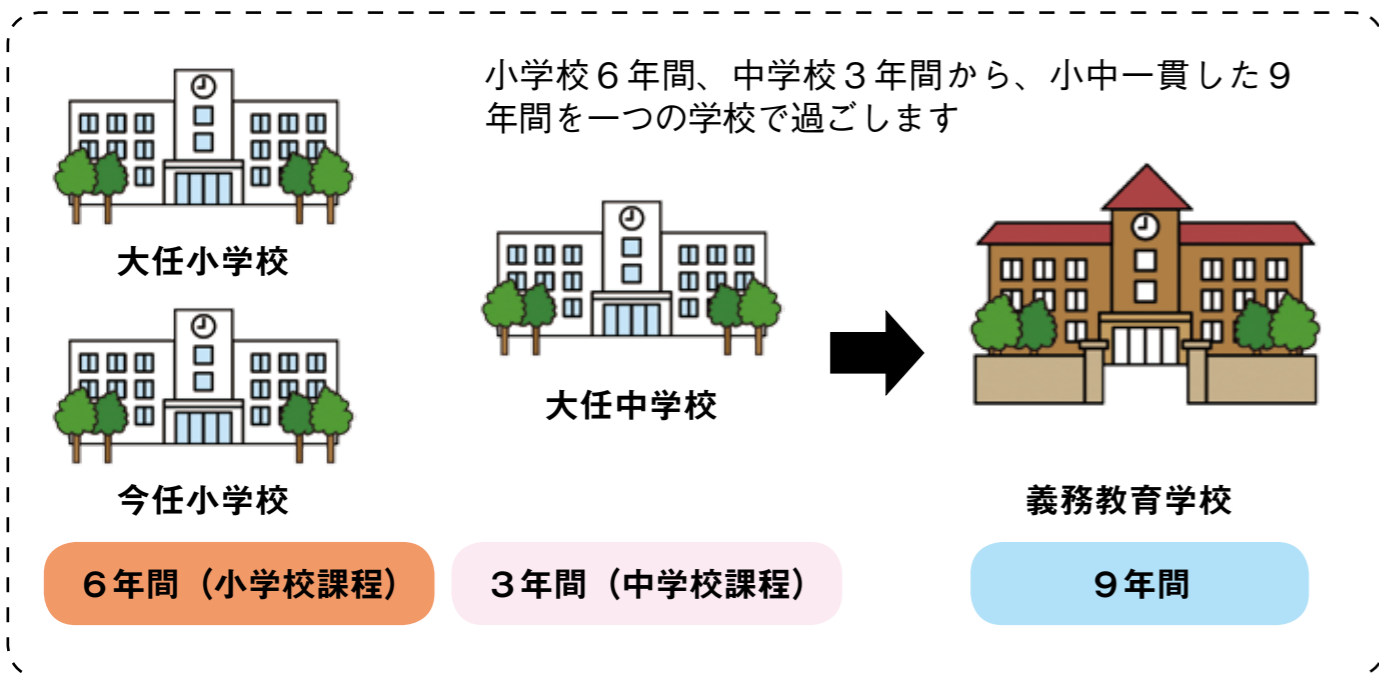 小学校６年間、中学校３年間から、小中一貫した９
年間を一つの学校で過ごします
大任小学校
今任小学校
大任中学校
義務教育学校
６年間（小学校課程）
３年間（中学校課程）
９年間